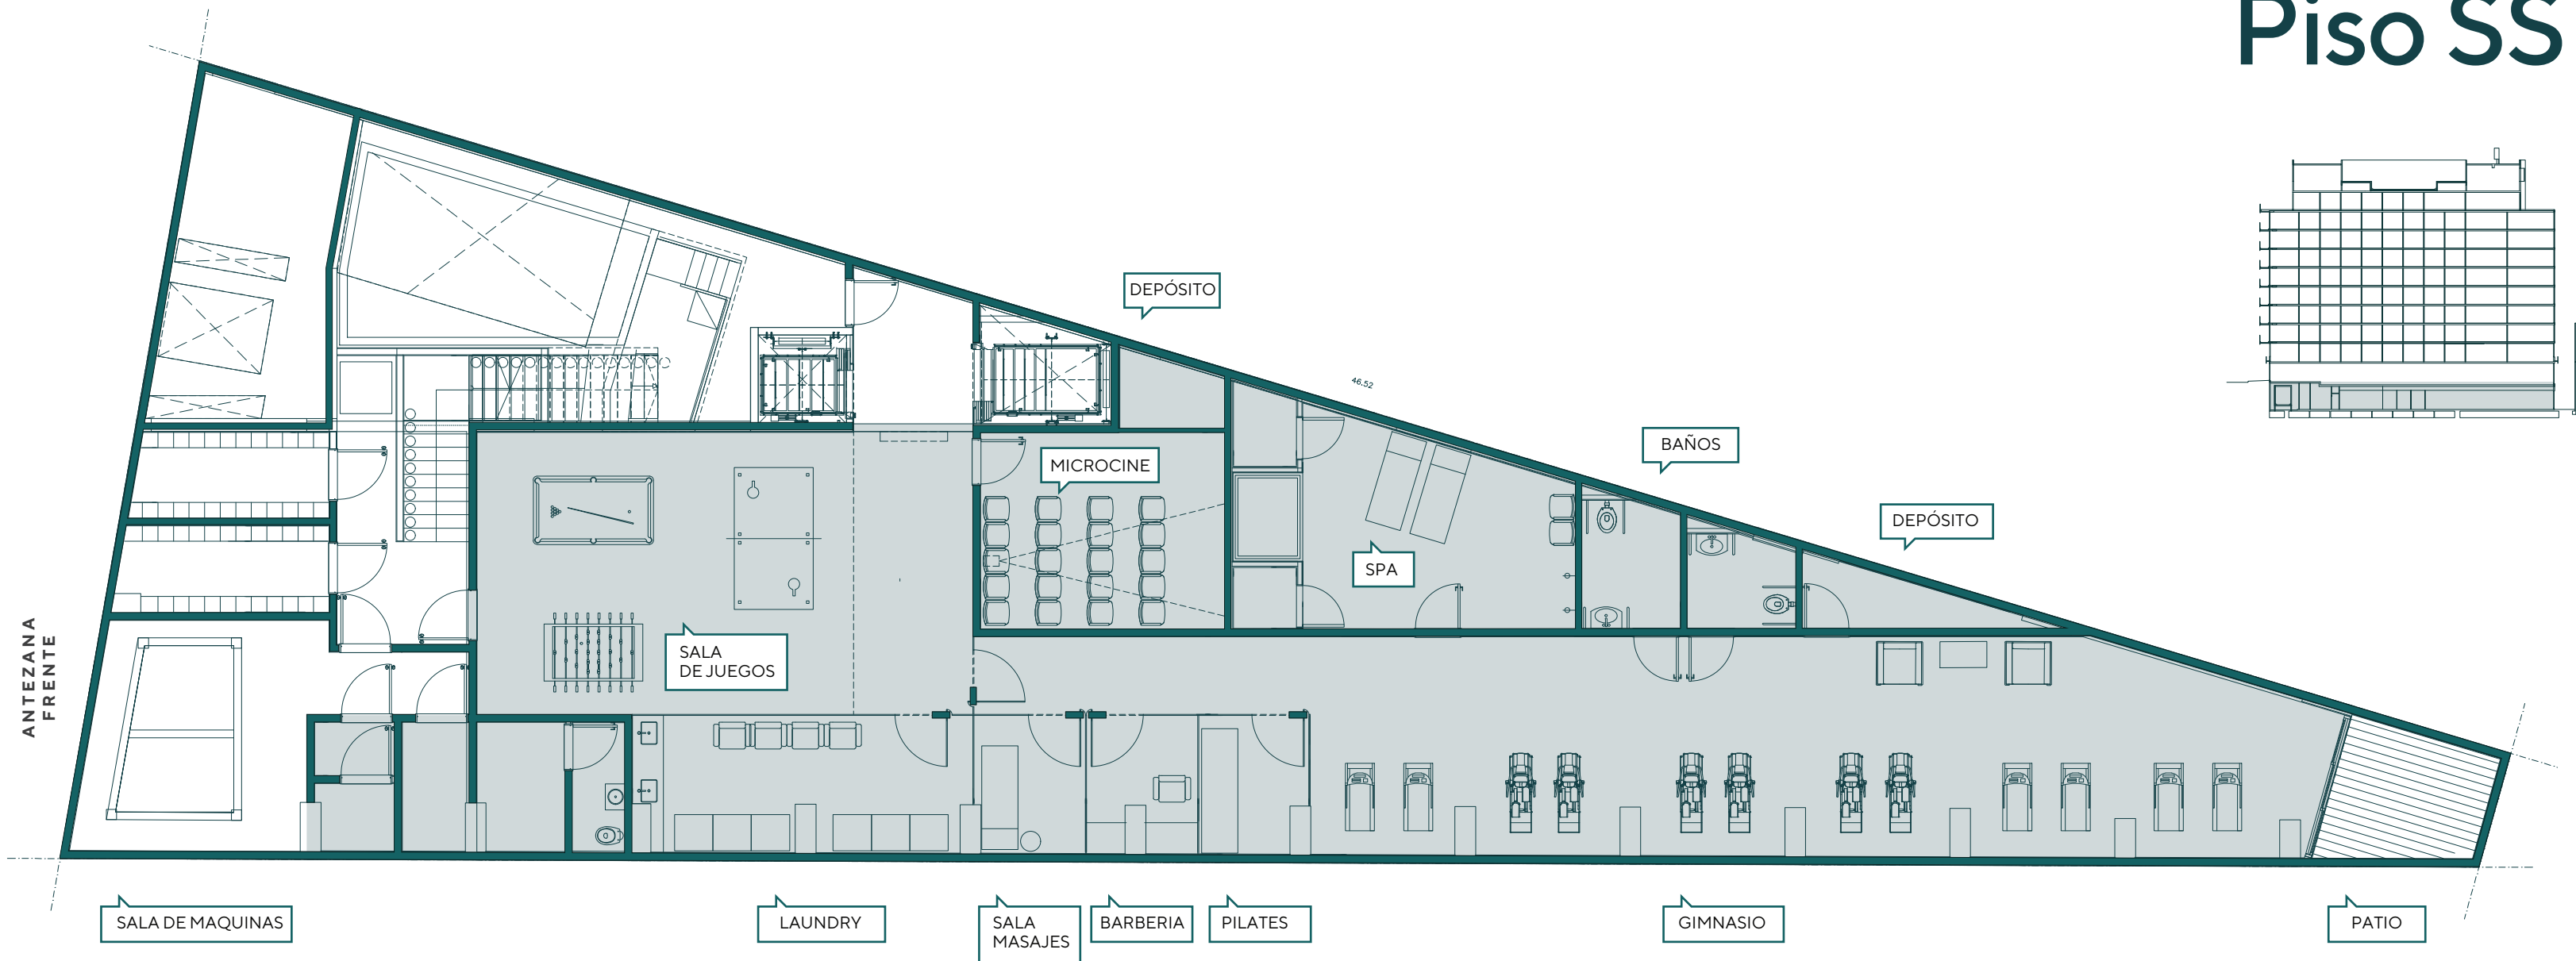 Piso SS
DEPÓSITO
46.52
BAÑOS
MICROCINE
DEPÓSITO
SPA
ANTEZANA
FRENTE
SALA
DE JUEGOS
SALA DE MAQUINAS
LAUNDRY
SALA
MASAJES
BARBERIA
PILATES
GIMNASIO
PATIO